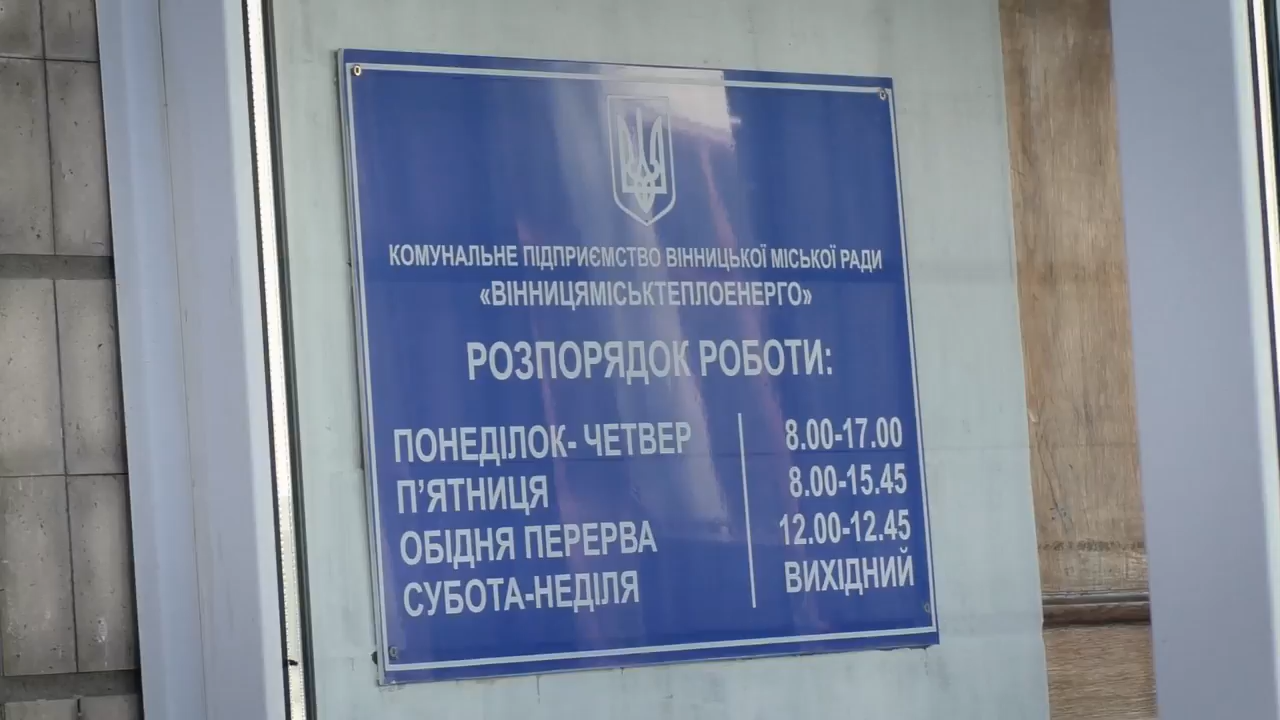 КОМУНАЛЬНЕ ПІДПРИЄМСТВО ВІННИЦЬКОЇ МІСЬКОЇ РАДИ
«ВІННИЦЯМІСЬКТЕПЛОЕНЕРГО»
РОЗПОРЯДОК РОБОТИ:
ПОНЕДІЛОК- ЧЕТВЕР 8.00-17.00
П’ЯТНИЦЯ 8.00-15.45
ОБІДНЯ ПЕРЕРВА 12.00-12.45
СУБОТА-НЕДІЛЯ ВИХІДНИЙ